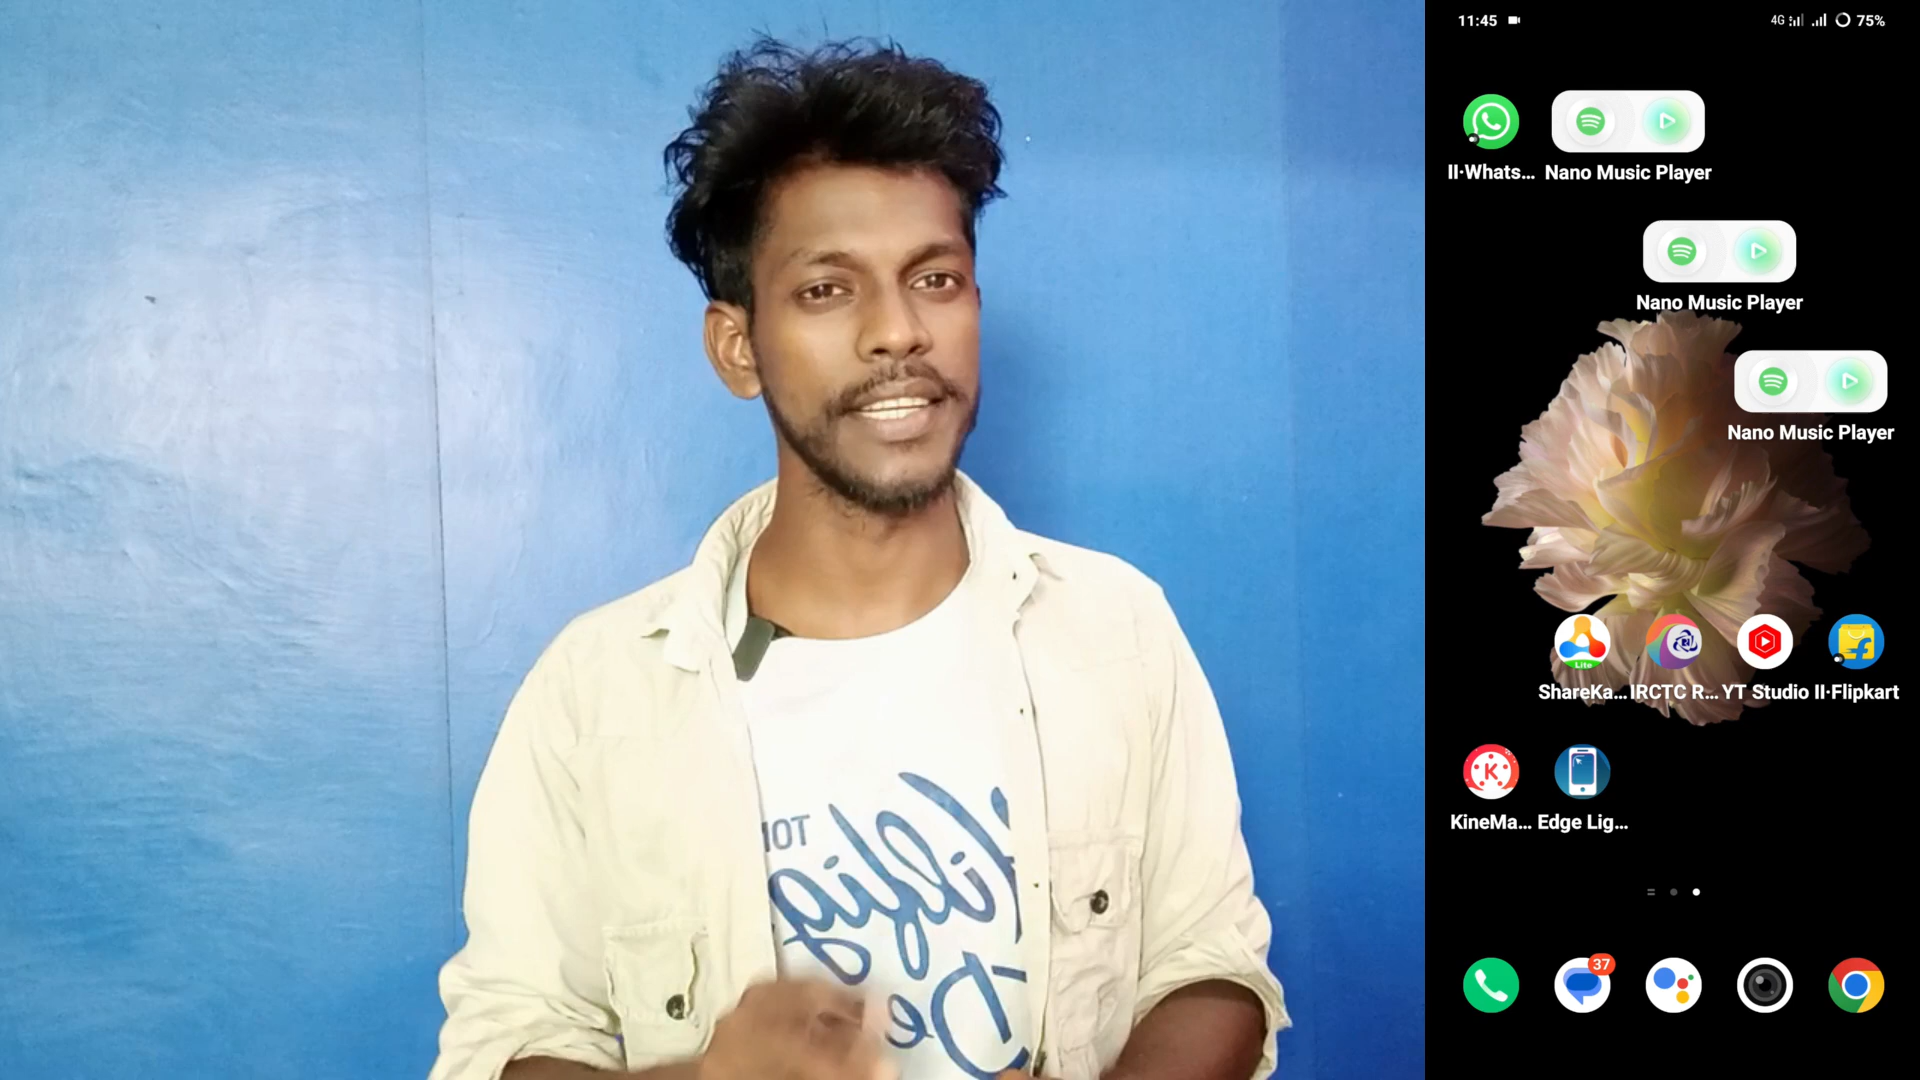 11:45
4G
75%
II·Whats...
Nano Music Player
Nano Music Player
Nano Music Player
Lite
ShareKa...
IRCTC R...
YT Studio
II·Flipkart
K
KineMa...
Edge Lig...
37